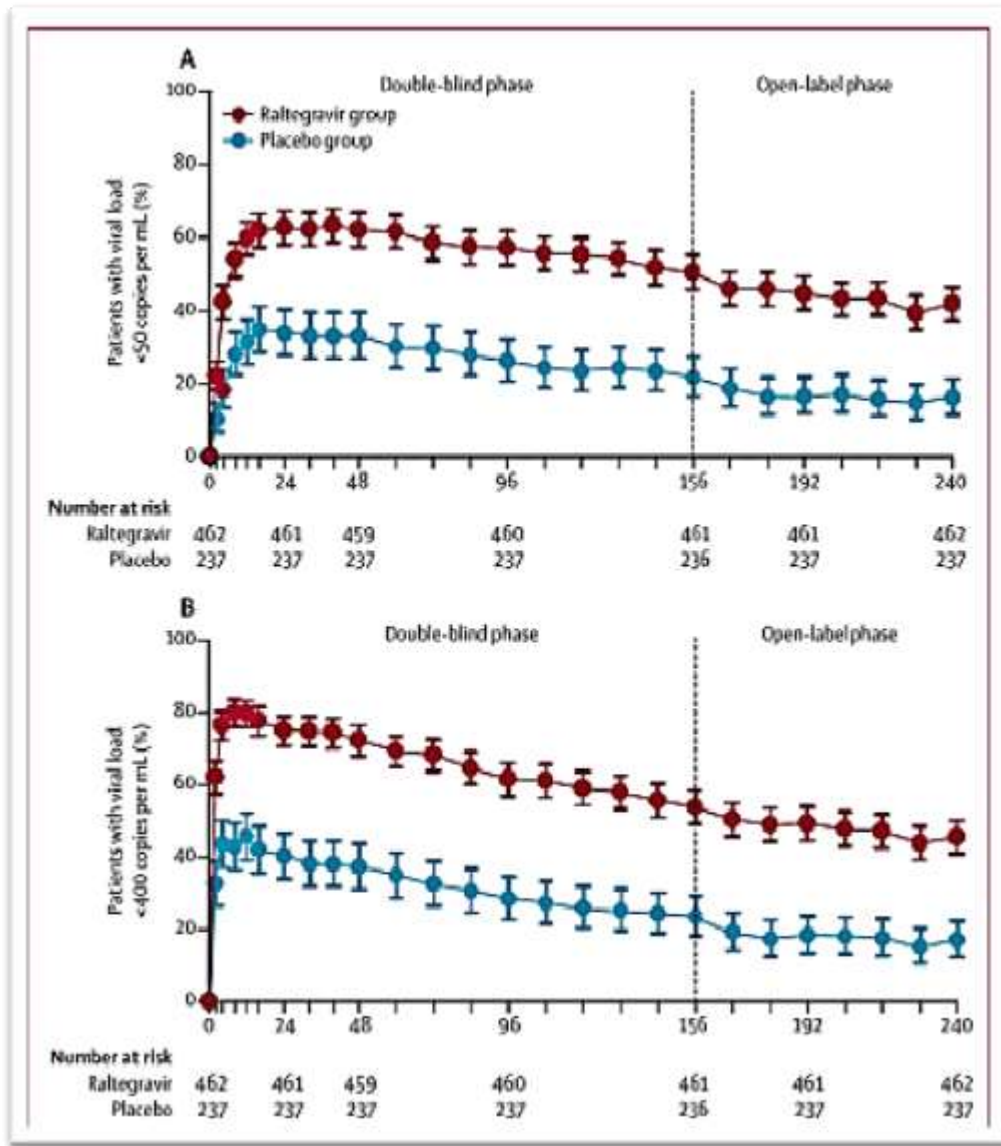 A
Double-blind phase Open-label phase
100
Raltegravir group
Placebo group
80
60
40
20
0
Patients with viral load
<50 copies per mL (%)
0 24 48 96 156 192 240
Number at risk
Raltegravir 462 461 459 460 461 461 462
Placebo 237 237 237 237 236 237 237
B
Double-blind phase Open-label phase
100
80
60
40
20
0
Patients with viral load
<400 copies per mL (%)
0 24 48 96 156 192 240
Number at risk
Raltegravir 462 461 459 460 461 461 462
Placebo 237 237 237 237 236 237 237